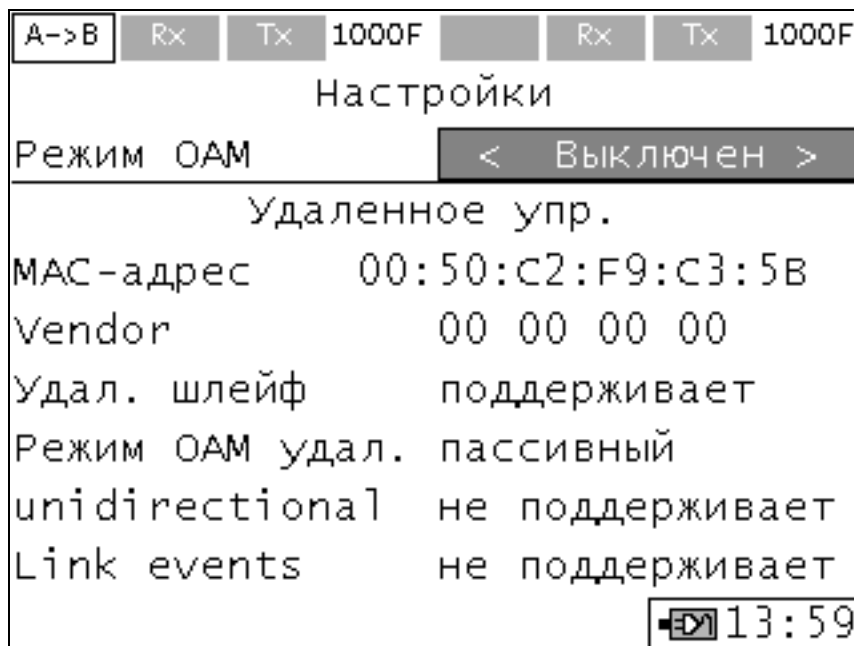 A->B Rx Tx 1000F Rx Tx 1000F
Настройки
Режим OAM < Выключен >
Удаленное упр.
MAC-адрес 00:50:C2:F9:C3:5B
Vendor 00 00 00 00
Удал. шлейф поддерживает
Режим OAM удал. пассивный
unidirectional не поддерживает
Link events не поддерживает
13:59